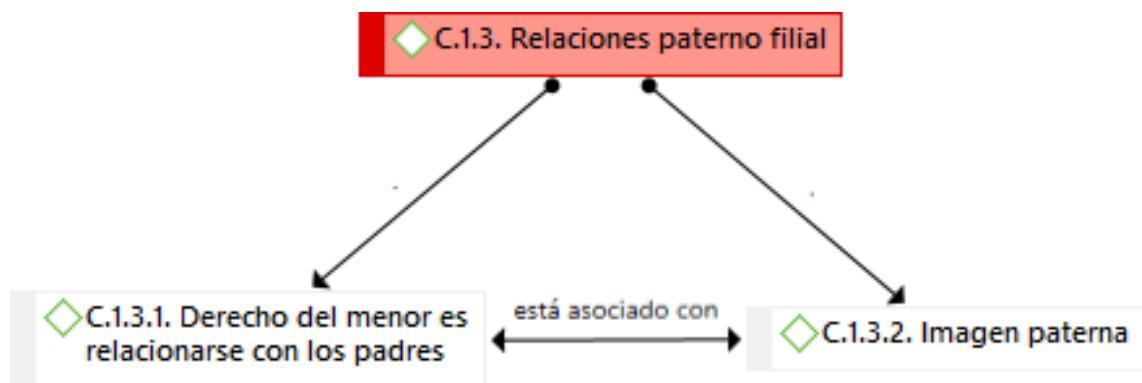 C.1.3. Relaciones paterno filial
C.1.3.1. Derecho del menor es
relacionarse con los padres
está asociado con
C.1.3.2. Imagen paterna